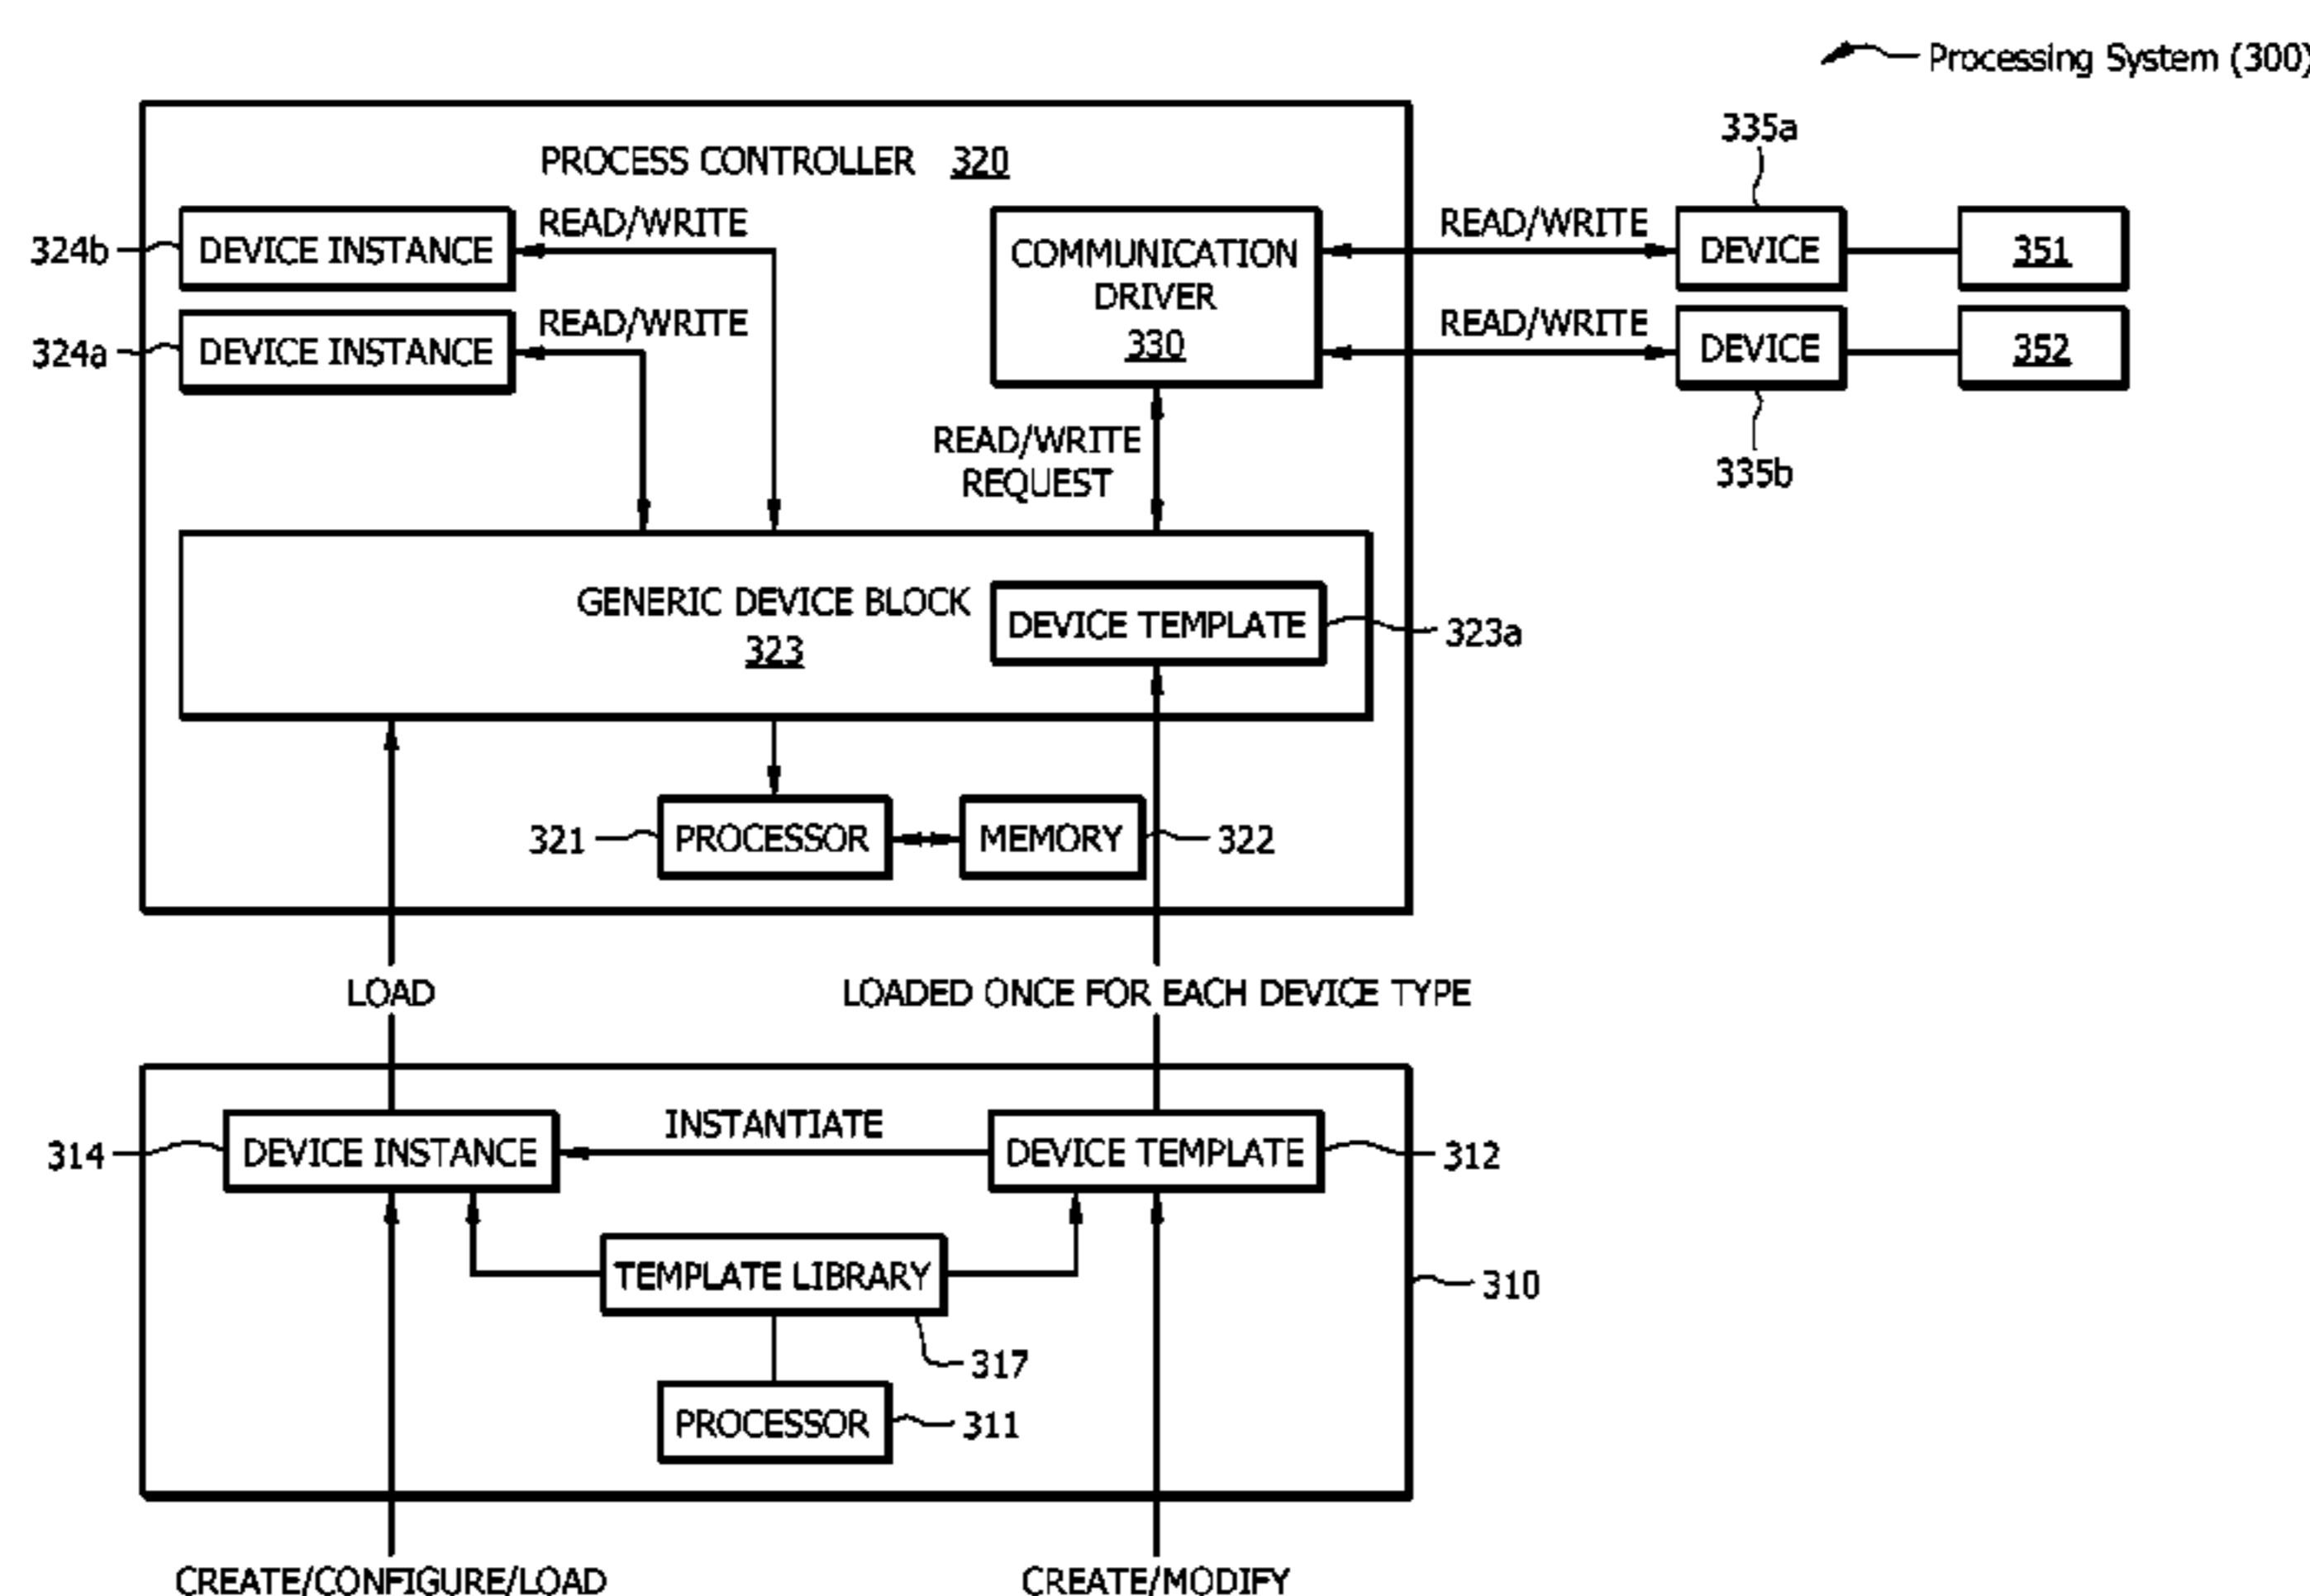 Processing System (300)
335a
PROCESS CONTROLLER 320
324b
DEVICE INSTANCE
READ/WRITE
COMMUNICATION
DRIVER
330
READ/WRITE
DEVICE
351
324a
DEVICE INSTANCE
READ/WRITE
READ/WRITE
DEVICE
352
READ/WRITE
REQUEST
335b
GENERIC DEVICE BLOCK
323
DEVICE TEMPLATE
323a
321
PROCESSOR
MEMORY
322
LOAD
LOADED ONCE FOR EACH DEVICE TYPE
314
DEVICE INSTANCE
INSTANTIATE
DEVICE TEMPLATE
312
TEMPLATE LIBRARY
310
317
PROCESSOR
311
CREATE/CONFIGURE/LOAD
CREATE/MODIFY